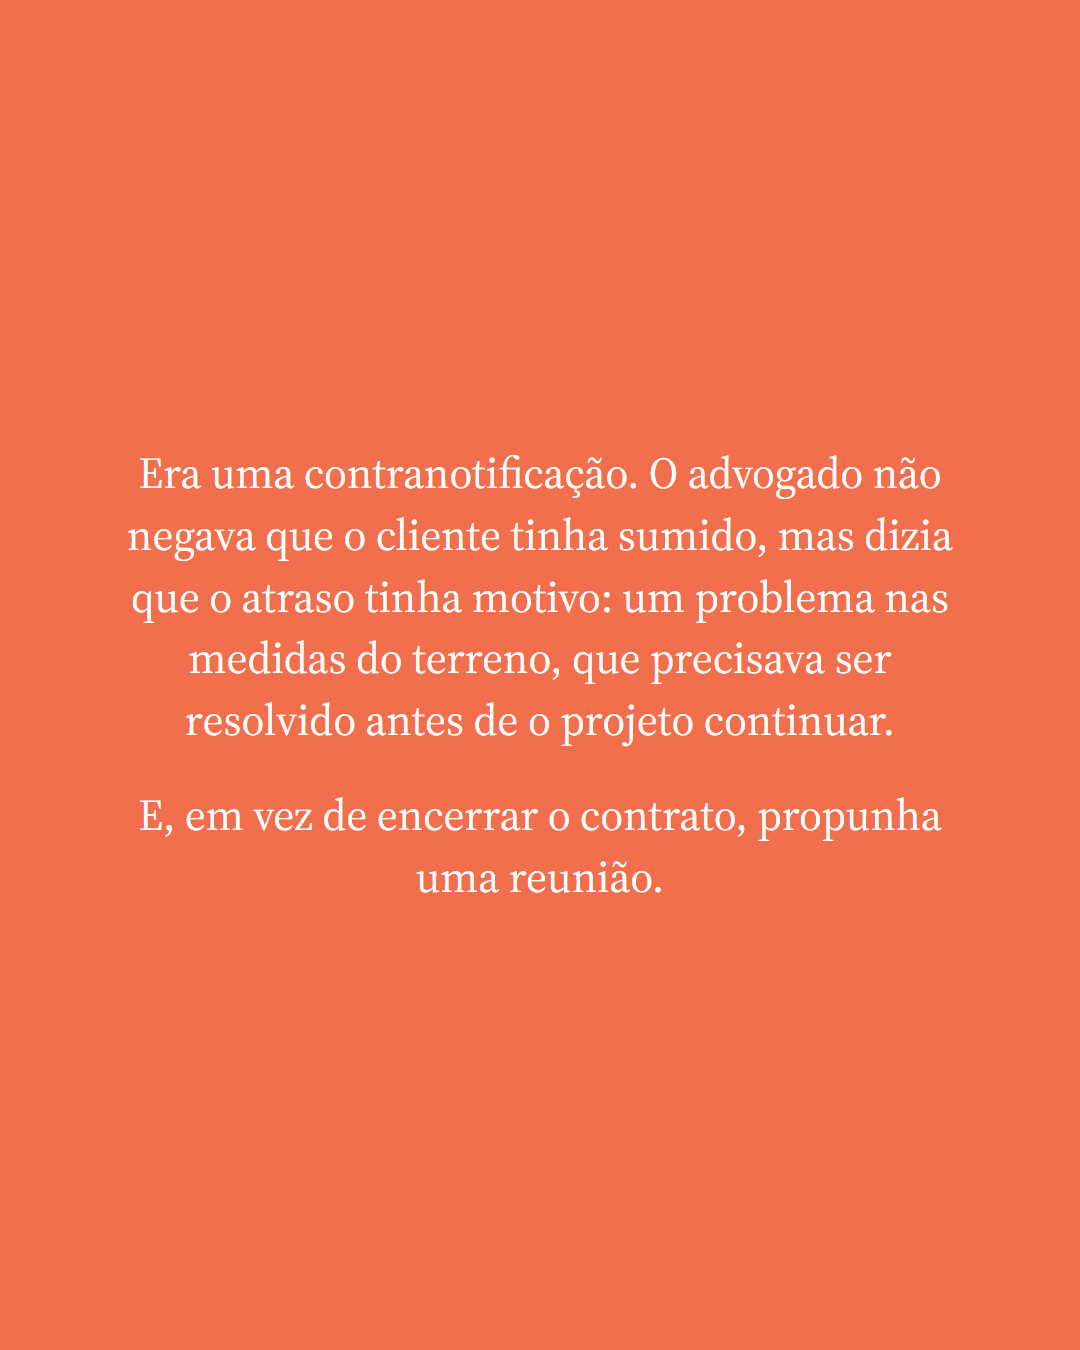 Era uma contranotificação. O advogado não
negava que o cliente tinha sumido, mas dizia
que o atraso tinha motivo: um problema nas
medidas do terreno, que precisava ser
resolvido antes de o projeto continuar.
E, em vez de encerrar o contrato, propunha
uma reunião.